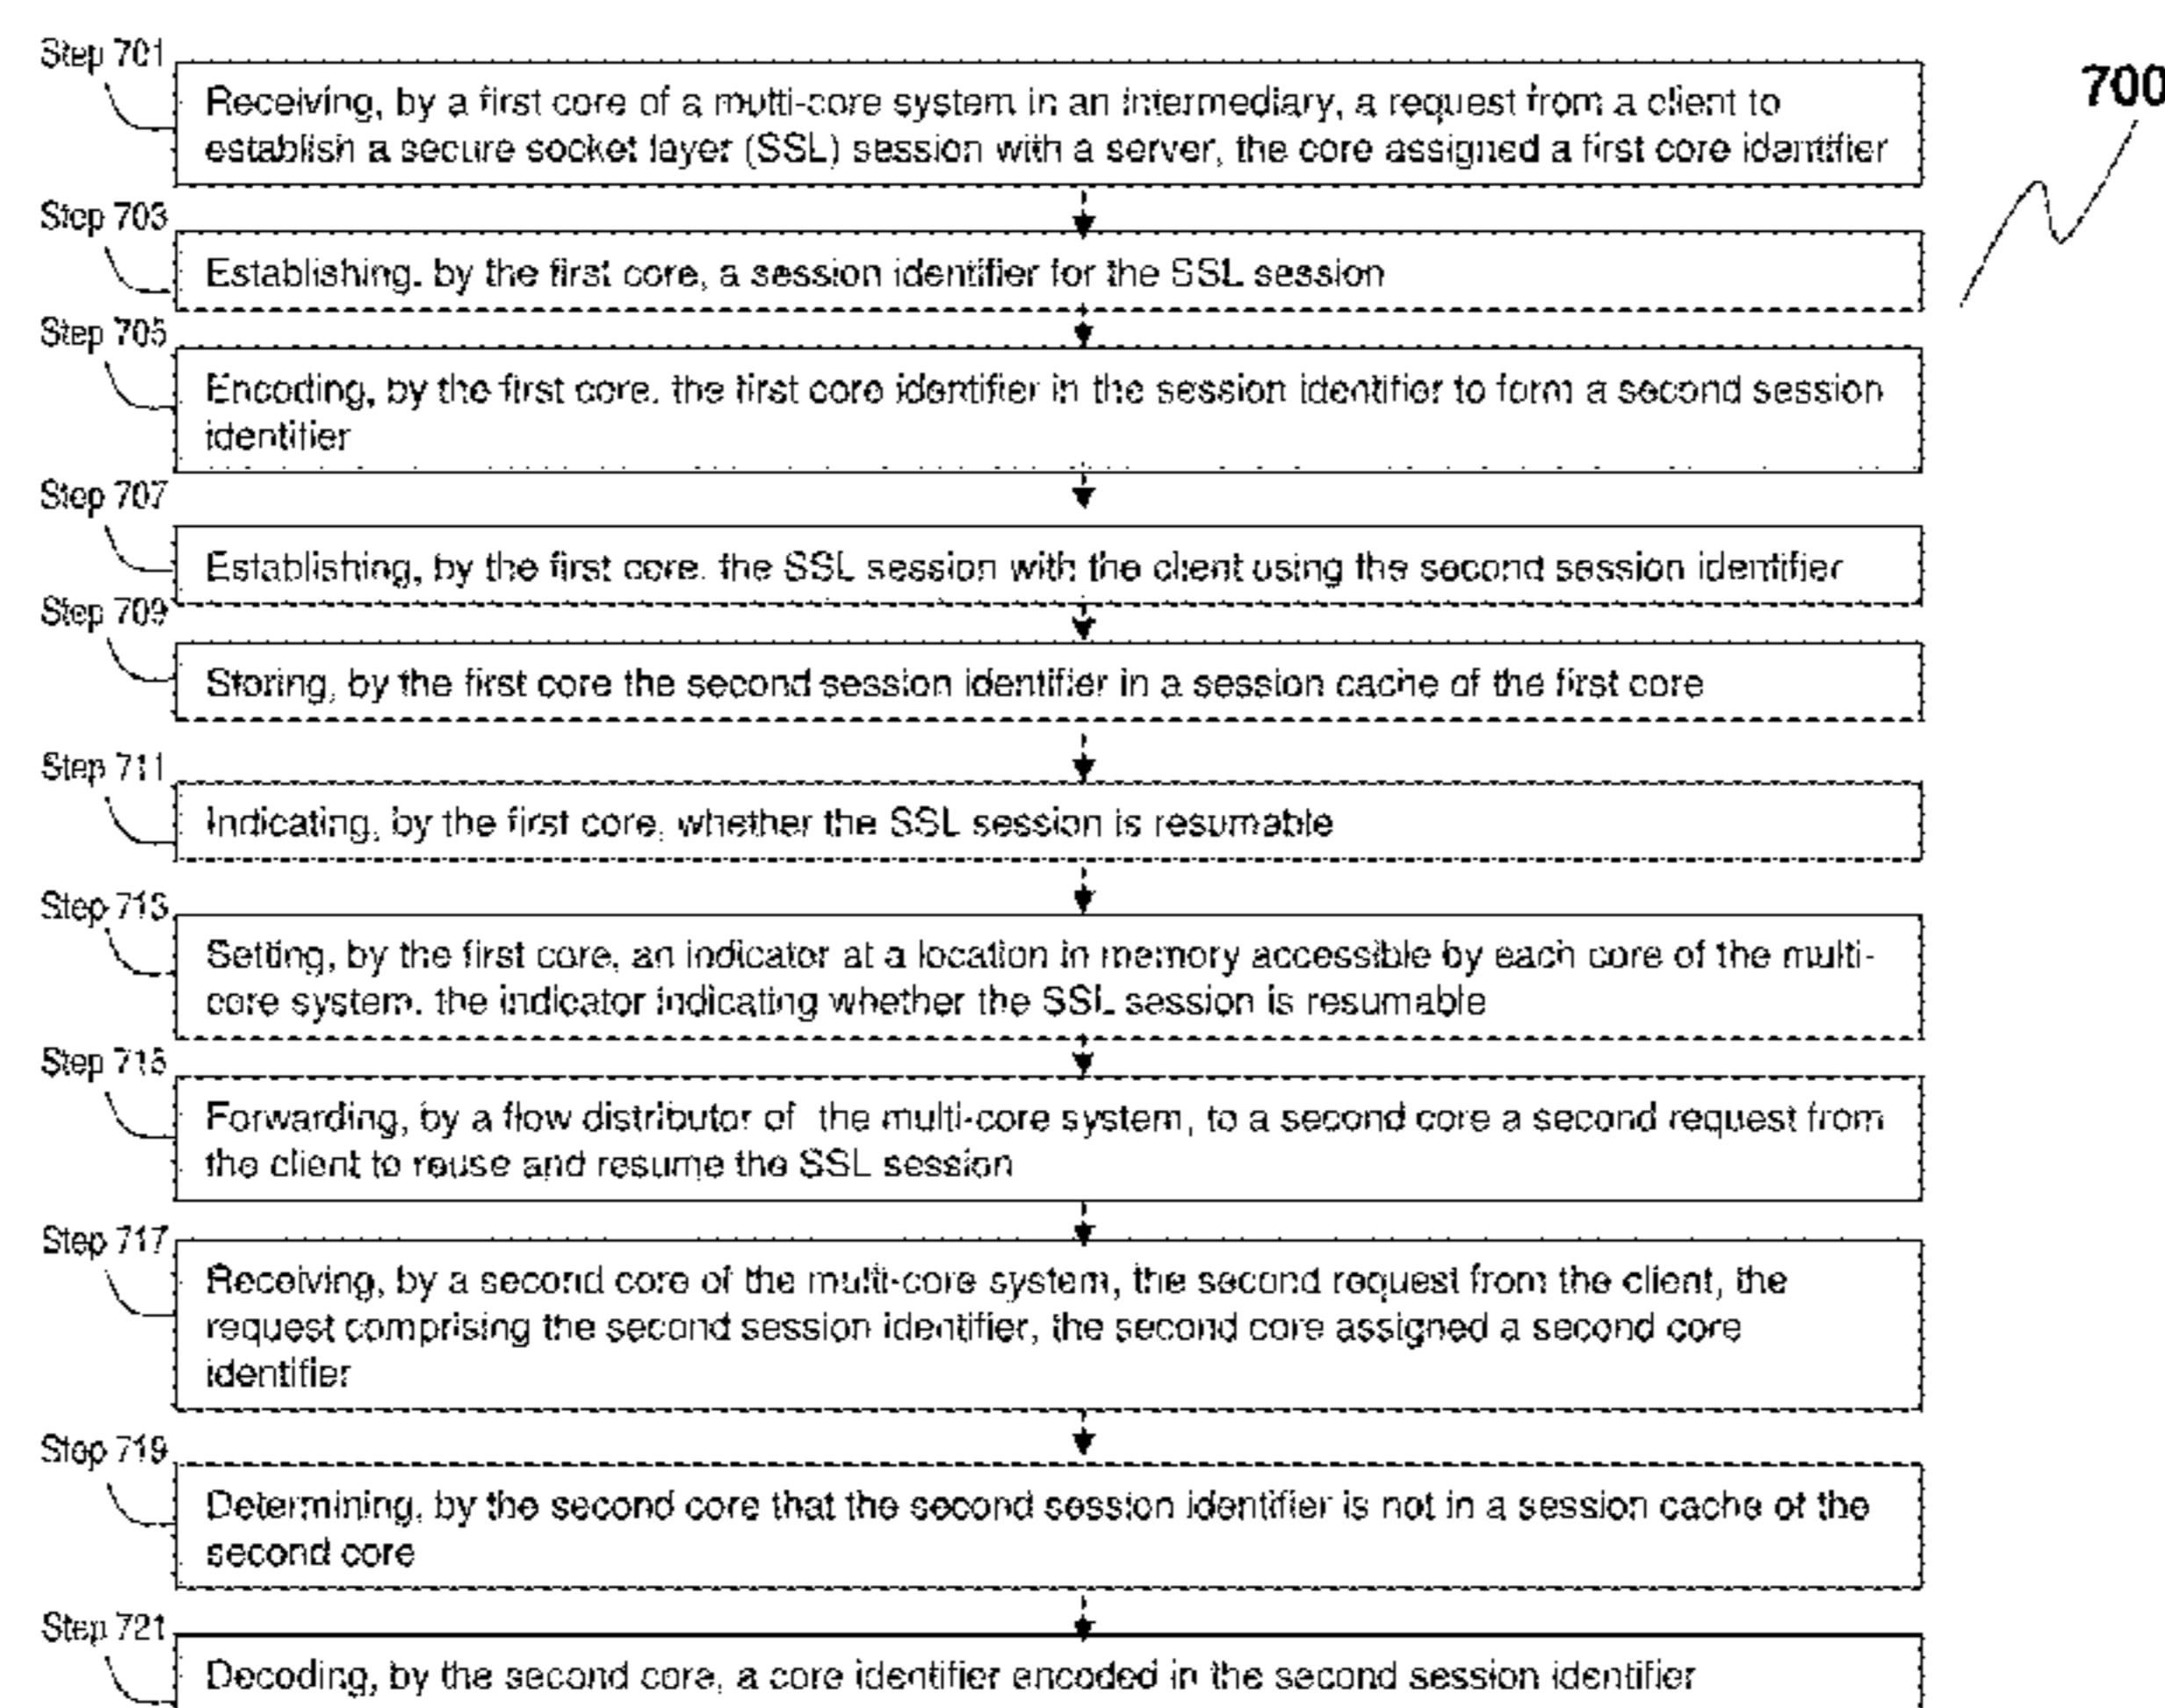 Step 701
700
Receiving, by a first core of a multi-core system in an intermediary, a request from a client to
establish a secure socket layer (SSL) session with a server, the core assigned a first core identifier
Step 703
Establishing, by the first core, a session identifier for the SSL session
Step 705
Encoding, by the first core, the first core identifier in the session identifier to form a second session
identifier
Step 707
Establishing, by the first core, the SSL session with the client using the second session identifier
Step 709
Storing, by the first core the second session identifier in a session cache of the first core
Step 711
Indicating, by the first core, whether the SSL session is resumable
Step 713
Setting, by the first core, an indicator at a location in memory accessible by each core of the multi-
core system, the indicator indicating whether the SSL session is resumable
Step 715
Forwarding, by a flow distributor of the multi-core system, to a second core a second request from
the client to reuse and resume the SSL session
Step 717
Receiving, by a second core of the multi-core system, the second request from the client, the
request comprising the second session identifier, the second core assigned a second core
identifier
Step 719
Determining, by the second core that the second session identifier is not in a session cache of the
second core
Step 721
Decoding, by the second core, a core identifier encoded in the second session identifier